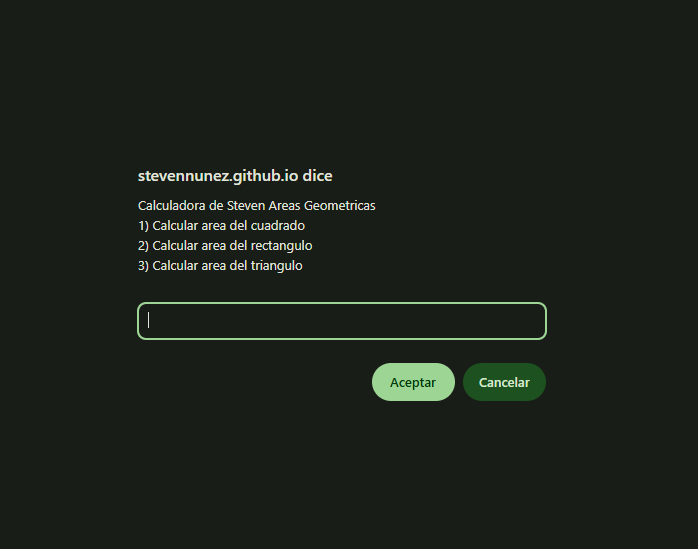 stevennunez.github.io dice
Calculadora de Steven Areas Geometricas
1) Calcular area del cuadrado
2) Calcular area del rectangulo
3) Calcular area del triangulo
Aceptar
Cancelar